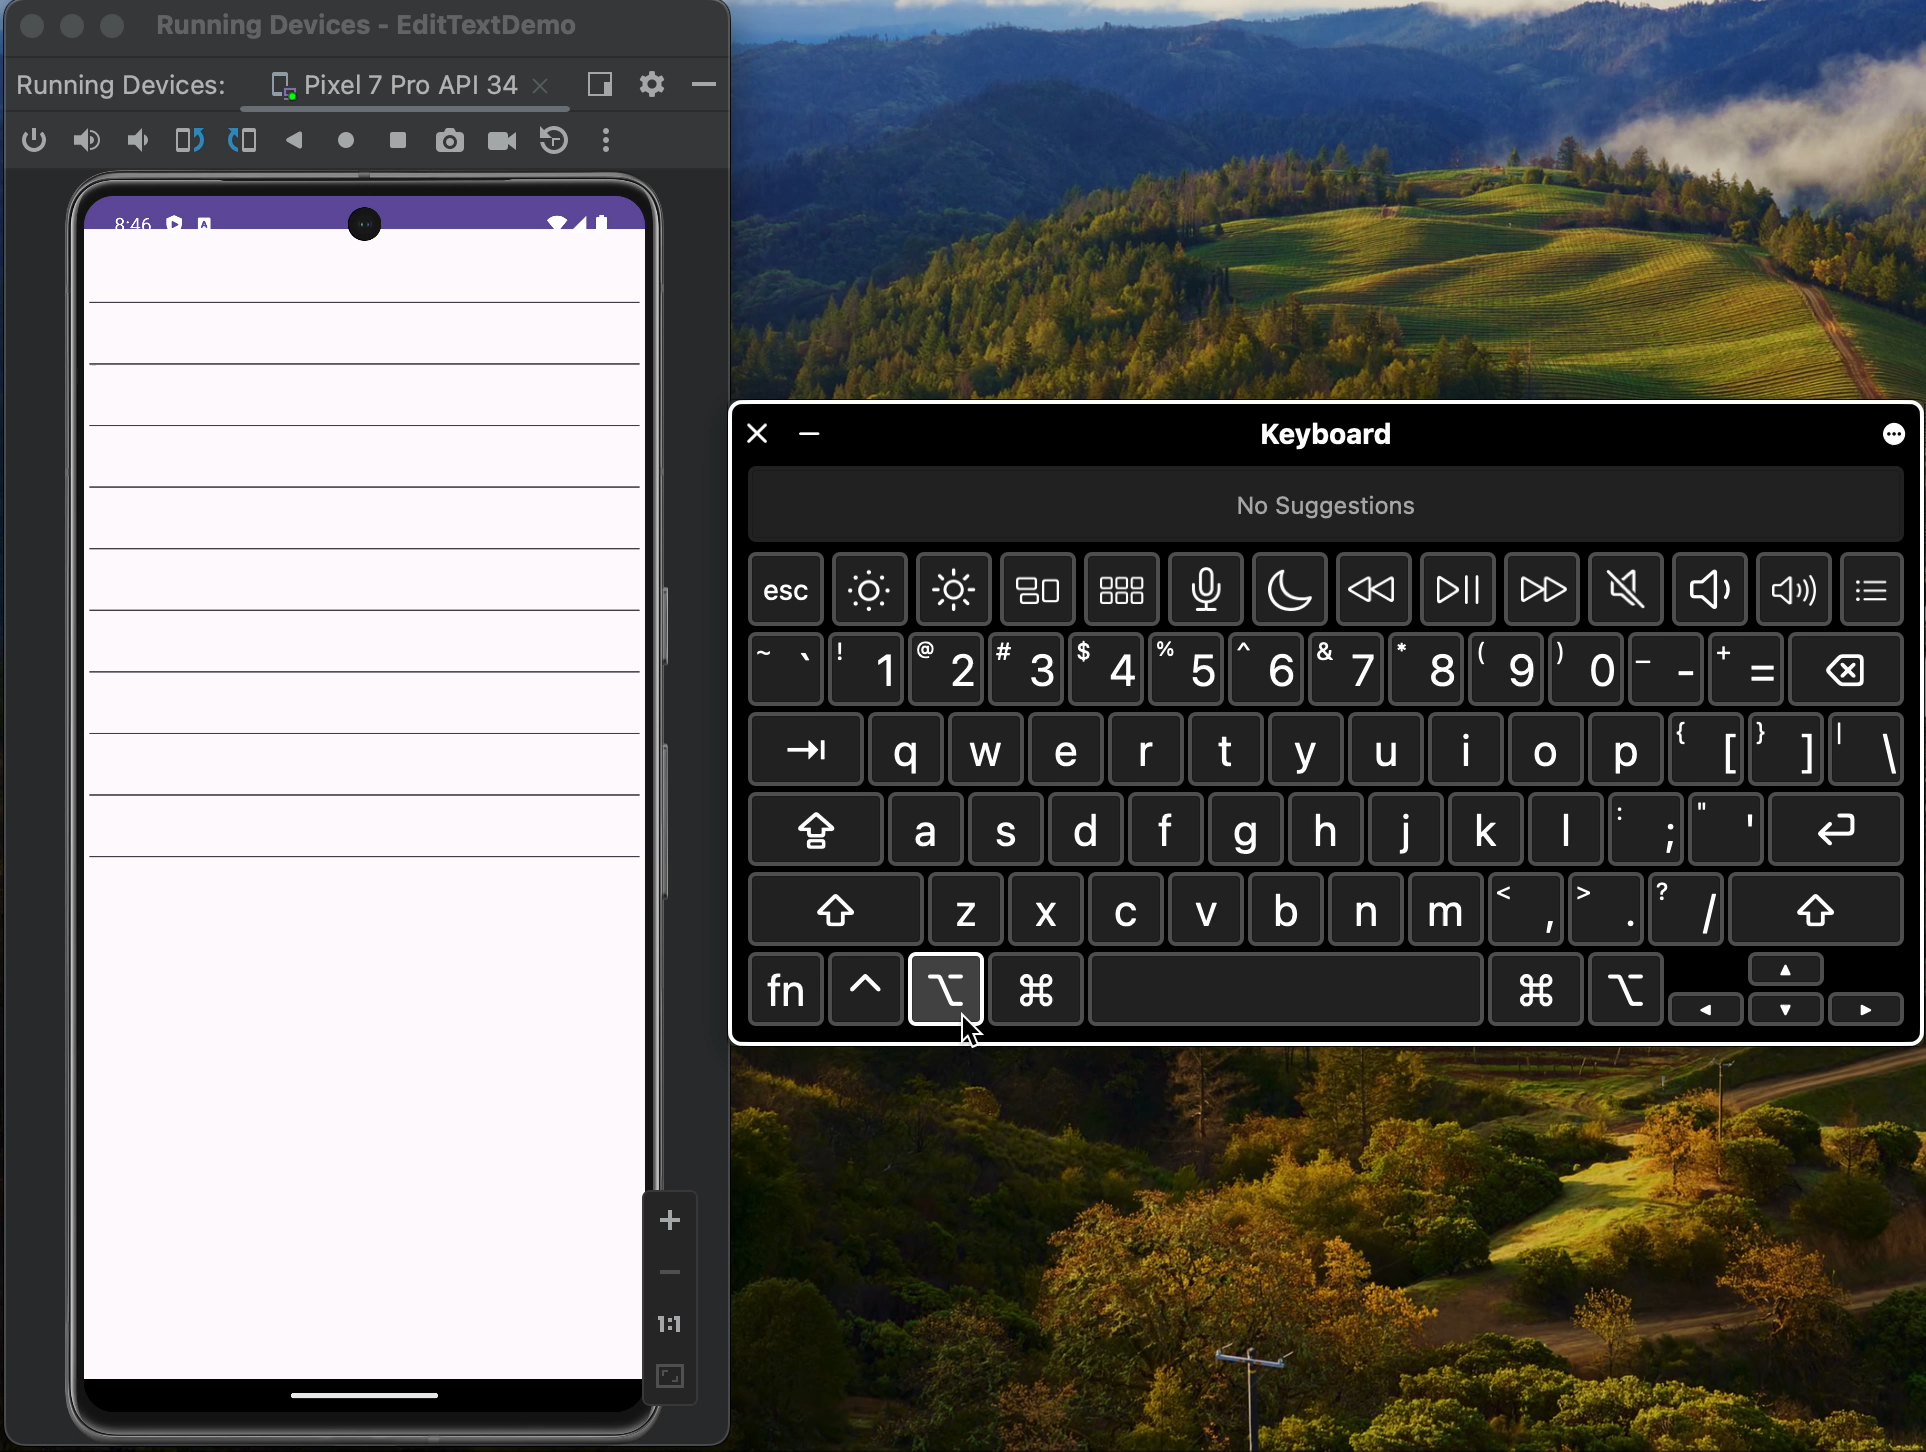 Running Devices - EditTextDemo
Running Devices:
Pixel 7 Pro API 34
8:46
A
1:1
Keyboard
No Suggestions
esc
~ ` ! 1 @ 2 # 3 $ 4 % 5 ^ 6 & 7 * 8 ( 9 ) 0 _ - + =
q w e r t y u i o p { [ } ] | \
a s d f g h j k l : ; " '
z x c v b n m < , > . ? /
fn ^ ⌥ ⌘ ⌘ ⌥